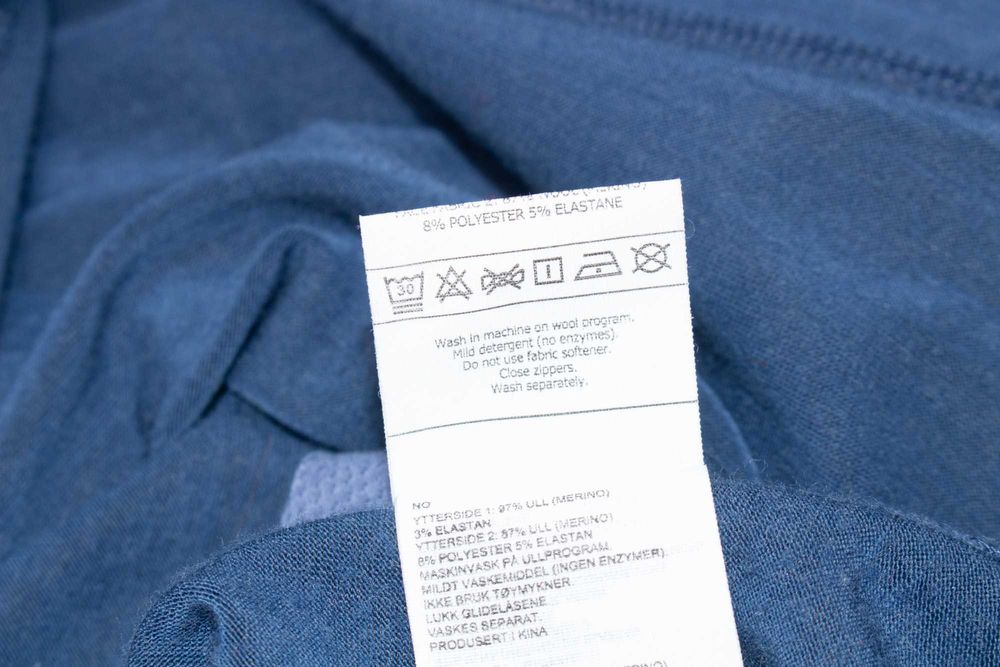 8% POLYESTER 5% ELASTANE
30
Wash in machine on wool program.
Mild detergent (no enzymes).
Do not use fabric softener.
Close zippers.
Wash separately.
NO
YTTERSIDE 1: 97% ULL (MERINO)
3% ELASTAN
YTTERSIDE 2: 87% ULL (MERINO)
8% POLYESTER 5% ELASTAN
MASKINVASK PÅ ULLPROGRAM.
MILDT VASKEMIDDEL (INGEN ENZYMER).
IKKE BRUK TØYMYKNER.
LUKK GLIDELÅSENE
VASKES SEPARAT.
PRODUSERT I KINA